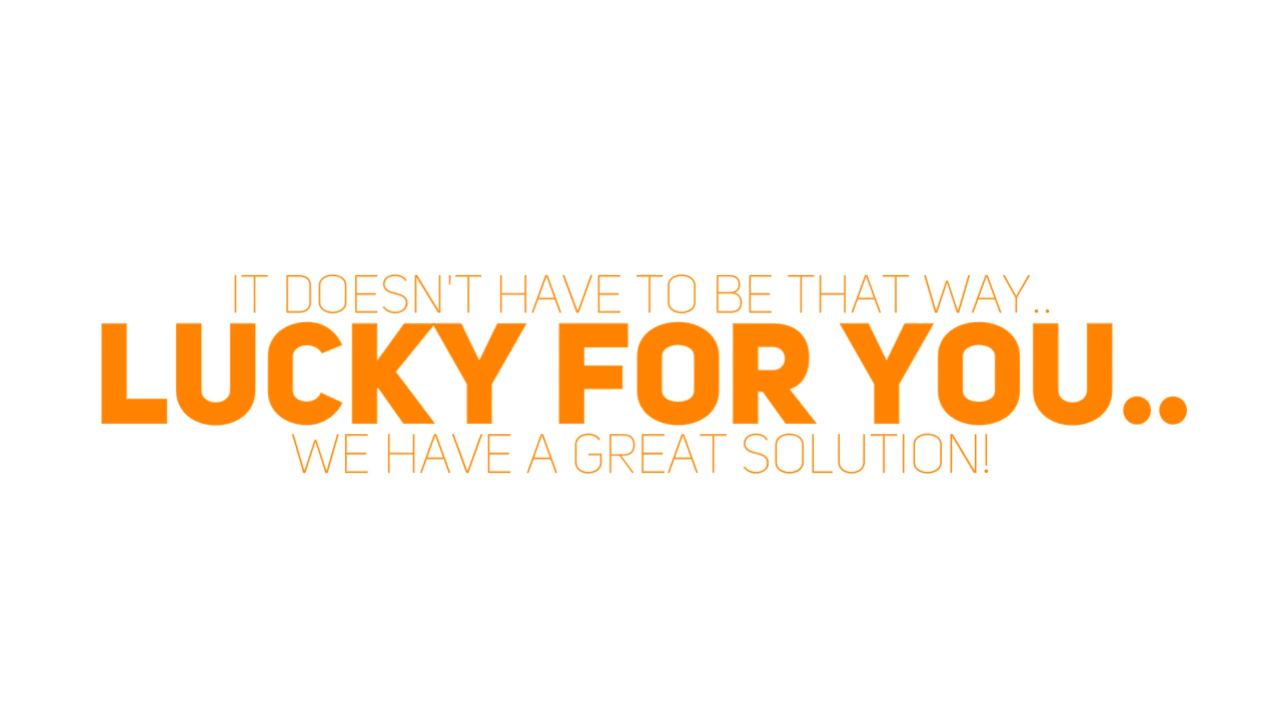 IT DOESN'T HAVE TO BE THAT WAY..
LUCKY FOR YOU..
WE HAVE A GREAT SOLUTION!